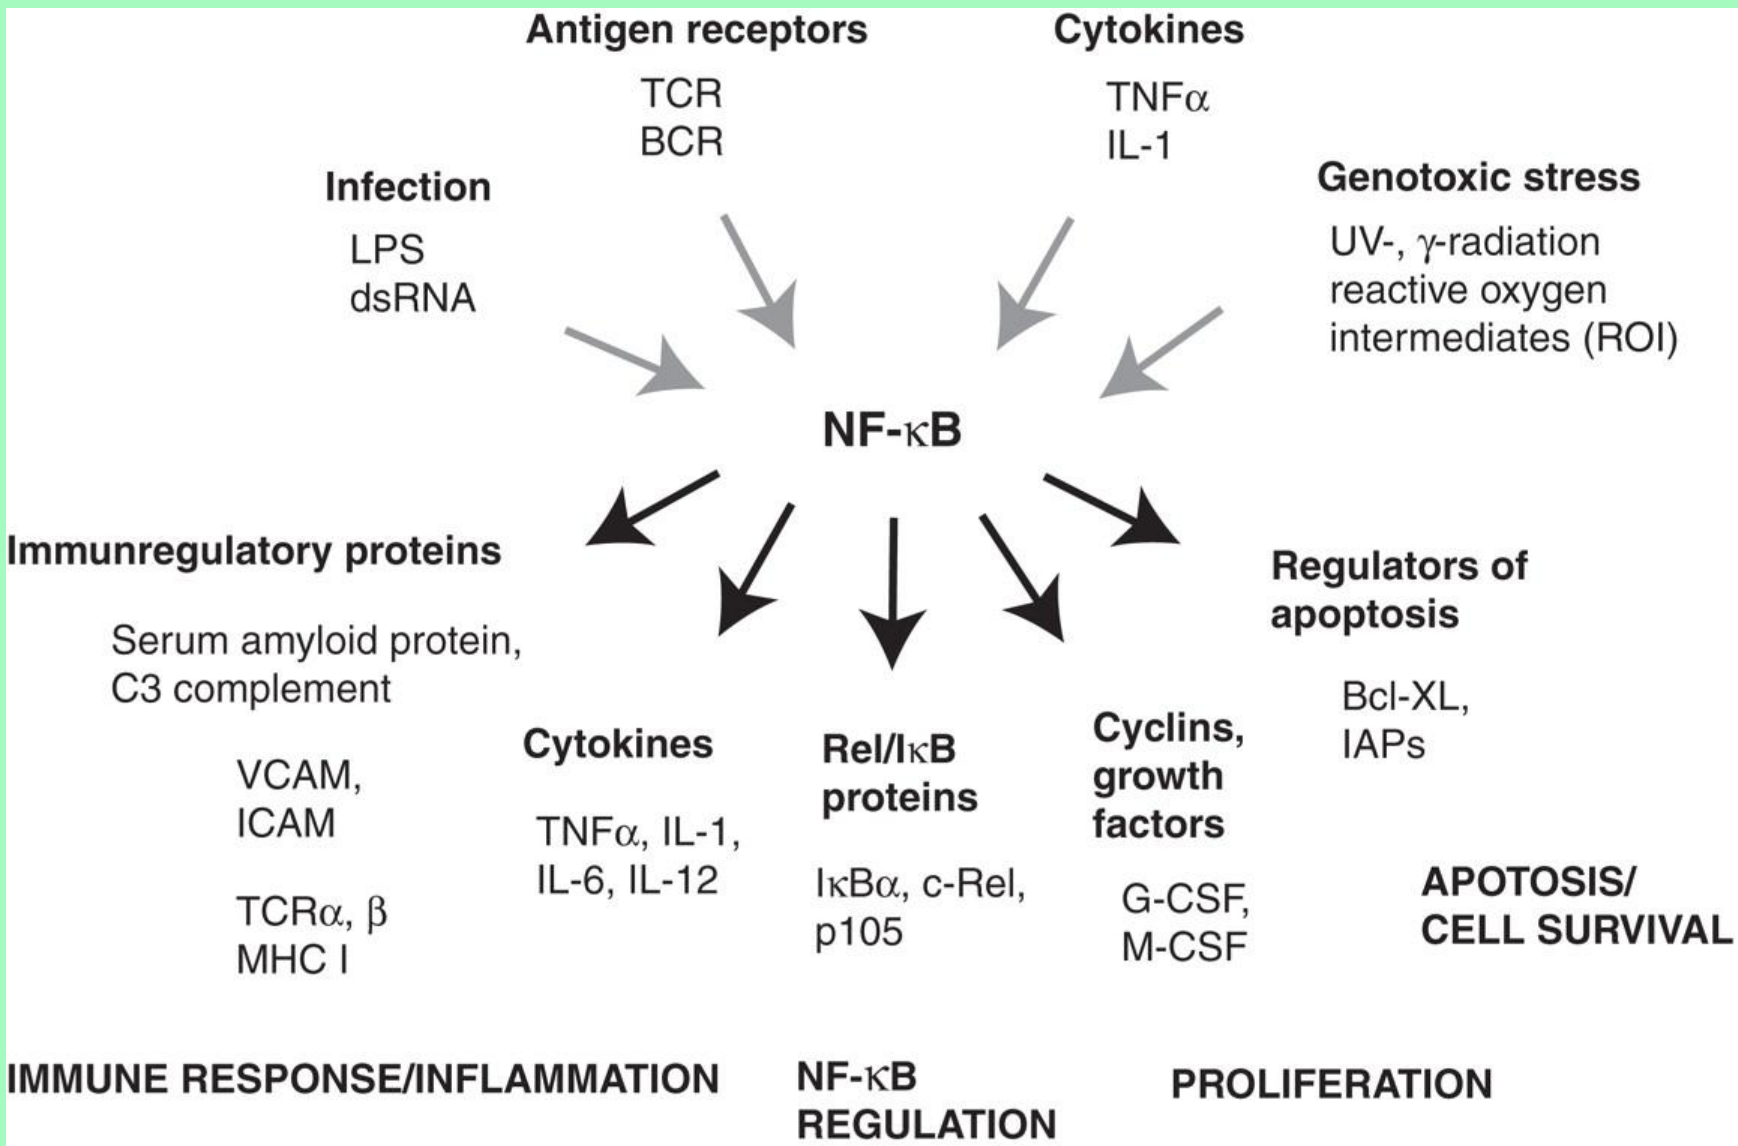 Antigen receptors
TCR
BCR
Cytokines
TNFα
IL-1
Infection
LPS
dsRNA
Genotoxic stress
UV-, γ-radiation
reactive oxygen
intermediates (ROI)
NF-κB
Immunregulatory proteins
Serum amyloid protein,
C3 complement
VCAM,
ICAM
TCRα, β
MHC I
Cytokines
TNFα, IL-1,
IL-6, IL-12
Rel/IκB
proteins
IκBα, c-Rel,
p105
Cyclins,
growth
factors
G-CSF,
M-CSF
Regulators of
apoptosis
Bcl-XL,
IAPs
APOTOSIS/
CELL SURVIVAL
IMMUNE RESPONSE/INFLAMMATION
NF-κB
REGULATION
PROLIFERATION